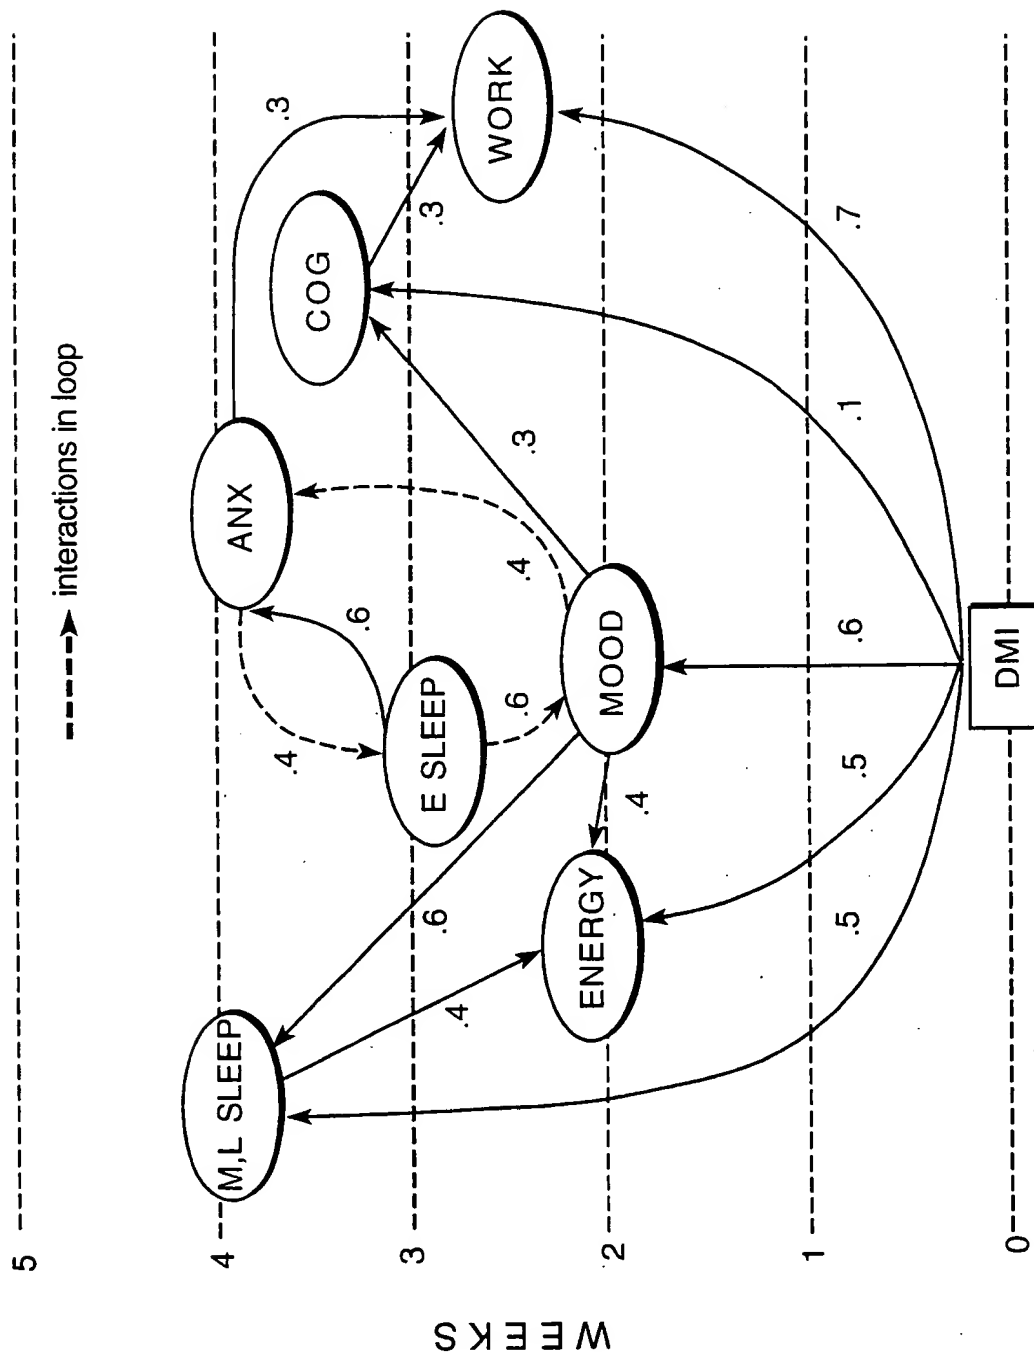 interactions in loop
5
4
3
2
1
0
WEEKS
M,L SLEEP
ANX
COG
E SLEEP
WORK
ENERGY
MOOD
DMI
.3
.3
.6
.4
.4
.3
.6
.6
.4
.4
.5
.5
.6
.1
.7